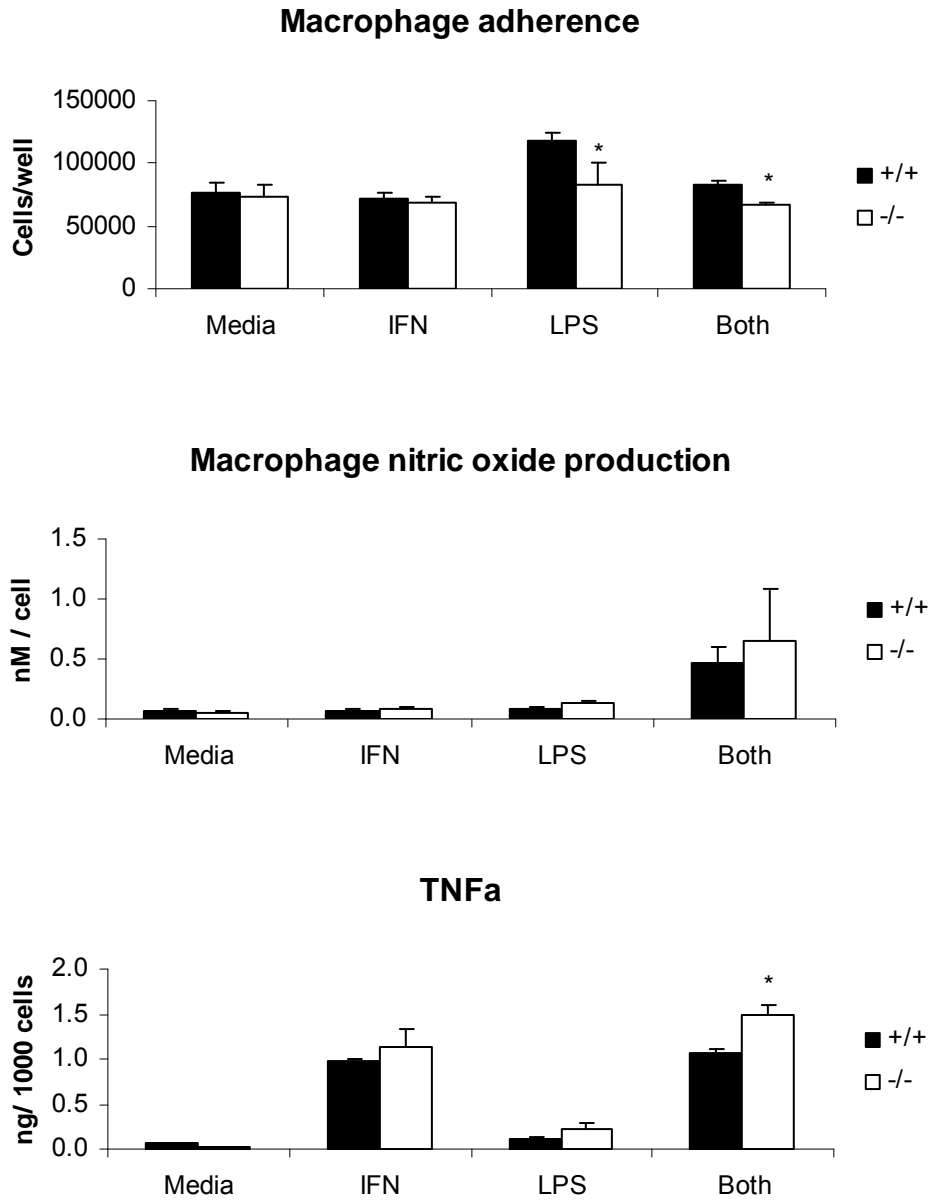 Macrophage adherence
150000
100000
50000
0
Cells/well
*
*
Media IFN LPS Both
+/+
-/-
Macrophage nitric oxide production
1.5
1.0
0.5
0.0
nM / cell
Media IFN LPS Both
+/+
-/-
TNFa
2.0
1.5
1.0
0.5
0.0
ng/ 1000 cells
*
Media IFN LPS Both
+/+
-/-